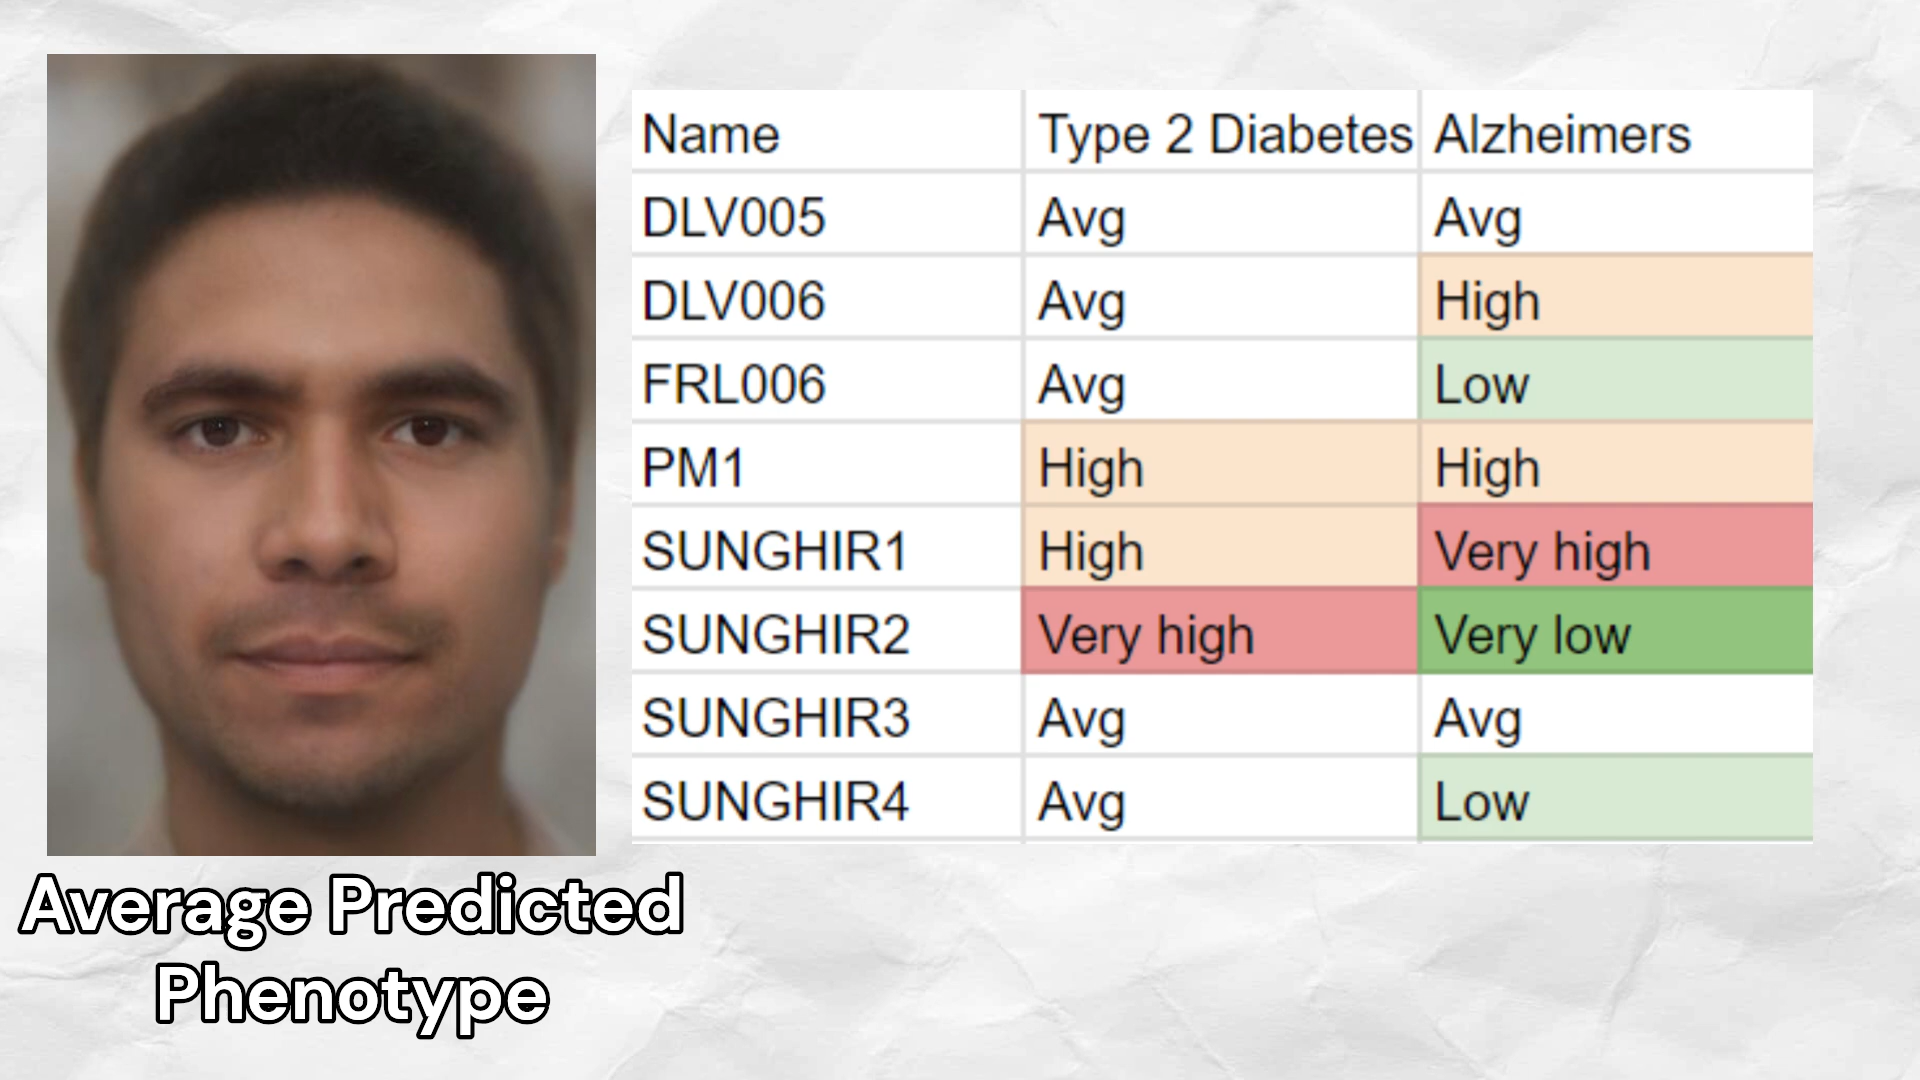 Name Type 2 Diabetes Alzheimers
DLV005 Avg Avg
DLV006 Avg High
FRL006 Avg Low
PM1 High High
SUNGHIR1 High Very high
SUNGHIR2 Very high Very low
SUNGHIR3 Avg Avg
SUNGHIR4 Avg Low
Average Predicted
Phenotype